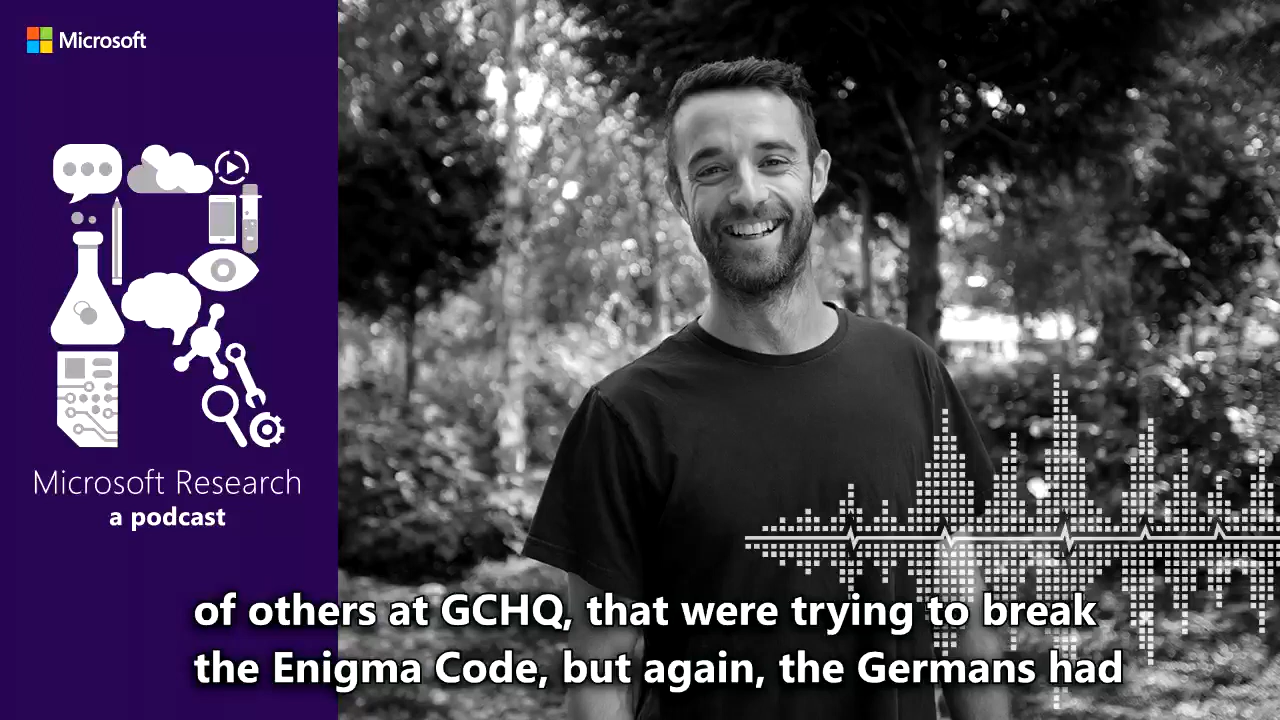 Microsoft
Microsoft Research
a podcast
of others at GCHQ, that were trying to break
the Enigma Code, but again, the Germans had